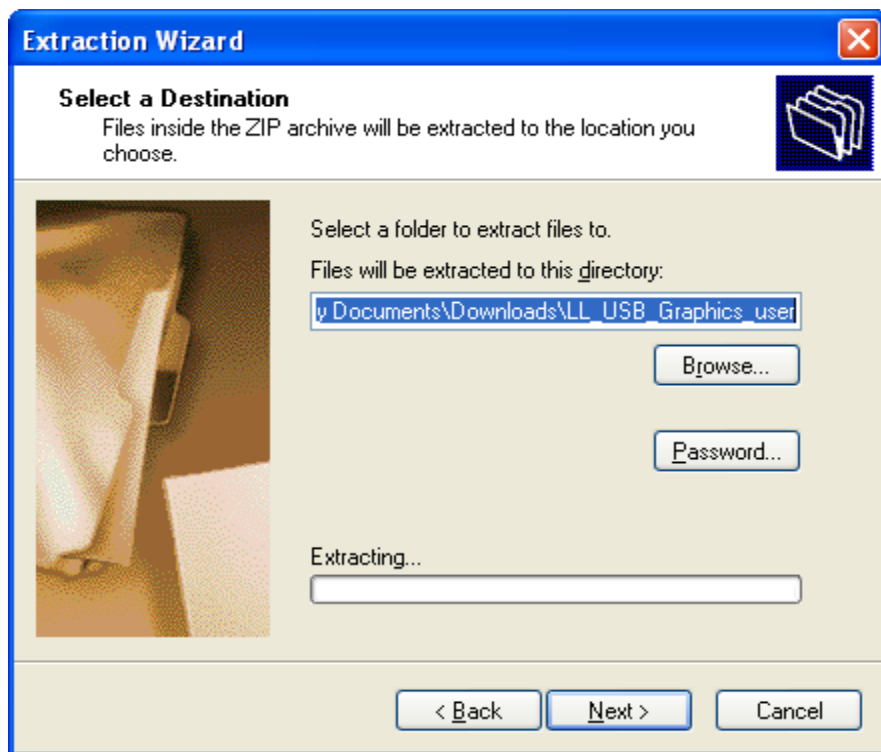 Extraction Wizard
Select a Destination
Files inside the ZIP archive will be extracted to the location you
choose.
Select a folder to extract files to.
Files will be extracted to this directory:
y Documents\Downloads\LL_USB_Graphics_user
Browse...
Password...
Extracting...
< Back
Next >
Cancel